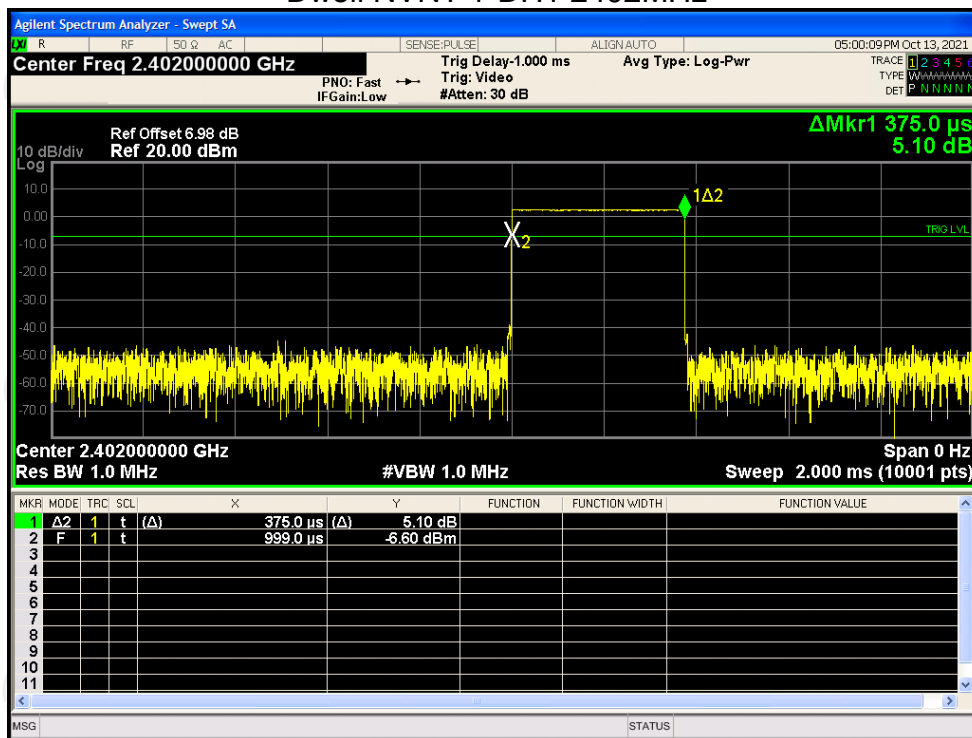 Agilent Spectrum Analyzer - Swept SA
LXI R RF 50 Ω AC SENSE:PULSE ALIGN AUTO 05:00:09 PM Oct 13, 2021
Center Freq 2.402000000 GHz
PNO: Fast
IFGain:Low
Trig Delay-1.000 ms
Trig: Video
#Atten: 30 dB
Avg Type: Log-Pwr
TRACE 1 2 3 4 5 6
TYPE
DET P N N N N N
ΔMkr1 375.0 µs
5.10 dB
Ref Offset 6.98 dB
10 dB/div Ref 20.00 dBm
Log
10.0
0.00
-10.0
-20.0
-30.0
-40.0
-50.0
-60.0
-70.0
1Δ2
2
TRIG LVL
Center 2.402000000 GHz Span 0 Hz
Res BW 1.0 MHz #VBW 1.0 MHz Sweep 2.000 ms (10001 pts)
MKR MODE TRC SCL X Y FUNCTION FUNCTION WIDTH FUNCTION VALUE
1 Δ2 1 t (Δ) 375.0 µs (Δ) 5.10 dB
2 F 1 t 999.0 µs -6.60 dBm
3
4
5
6
7
8
9
10
11
MSG STATUS